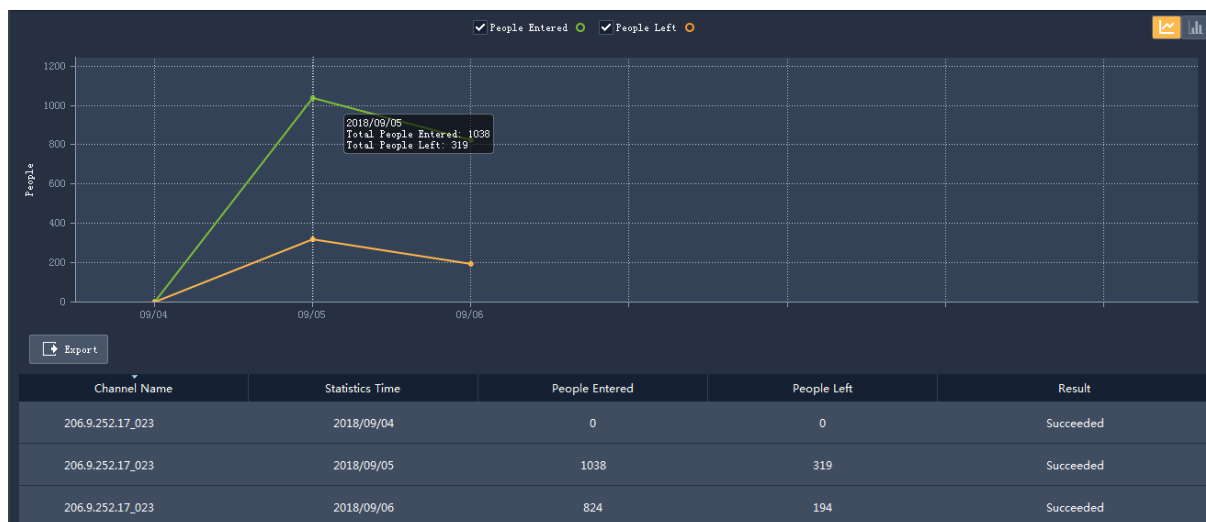 People Entered People Left
1200
1000
800
600
400
200
0
People
2018/09/05
Total People Entered: 1038
Total People Left: 319
09/04 09/05 09/06
Export
Channel Name Statistics Time People Entered People Left Result
206.9.252.17_023 2018/09/04 0 0 Succeeded
206.9.252.17_023 2018/09/05 1038 319 Succeeded
206.9.252.17_023 2018/09/06 824 194 Succeeded